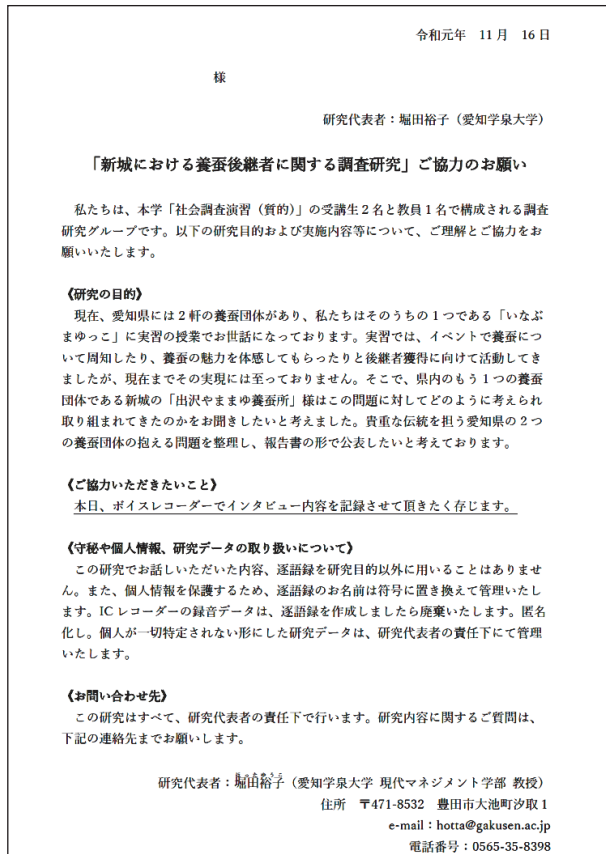 令和元年　11 月　16 日
様
研究代表者：堀田裕子（愛知学泉大学）
「新城における養蚕後継者に関する調査研究」ご協力のお願い
私たちは、本学「社会調査演習（質的）」の受講生２名と教員１名で構成される調査
研究グループです。以下の研究目的および実施内容等について、ご理解とご協力をお
願いいたします。
《研究の目的》
現在、愛知県には２軒の養蚕団体があり、私たちはそのうちの１つである「いなぶ
まゆっこ」に実習の授業でお世話になっております。実習では、イベントで養蚕につ
いて周知したり、養蚕の魅力を体感してもらったりと後継者獲得に向けて活動してき
ましたが、現在までその実現には至っておりません。そこで、県内のもう１つの養蚕
団体である新城の「出沢やままゆ養蚕所」様はこの問題に対してどのように考えられ
取り組まれてきたのかをお聞きしたいと考えました。貴重な伝統を担う愛知県の２つ
の養蚕団体の抱える問題を整理し、報告書の形で公表したいと考えております。
《ご協力いただきたいこと》
本日、ボイスレコーダーでインタビュー内容を記録させて頂きたく存じます。
《守秘や個人情報、研究データの取り扱いについて》
この研究でお話しいただいた内容、逐語録を研究目的以外に用いることはありませ
ん。また、個人情報を保護するため、逐語録のお名前は符号に置き換えて管理いたし
ます。IC レコーダーの録音データは、逐語録を作成しましたら廃棄いたします。匿名
化し。個人が一切特定されない形にした研究データは、研究代表者の責任下にて管理
いたします。
《お問い合わせ先》
この研究はすべて、研究代表者の責任下で行います。研究内容に関するご質問は、
下記の連絡先までお願いします。
ほったゆうこ
研究代表者：堀田裕子（愛知学泉大学 現代マネジメント学部 教授）
住所　〒471-8532　豊田市大池町汐取 1
e-mail：hotta@gakusen.ac.jp
電話番号：0565-35-8398